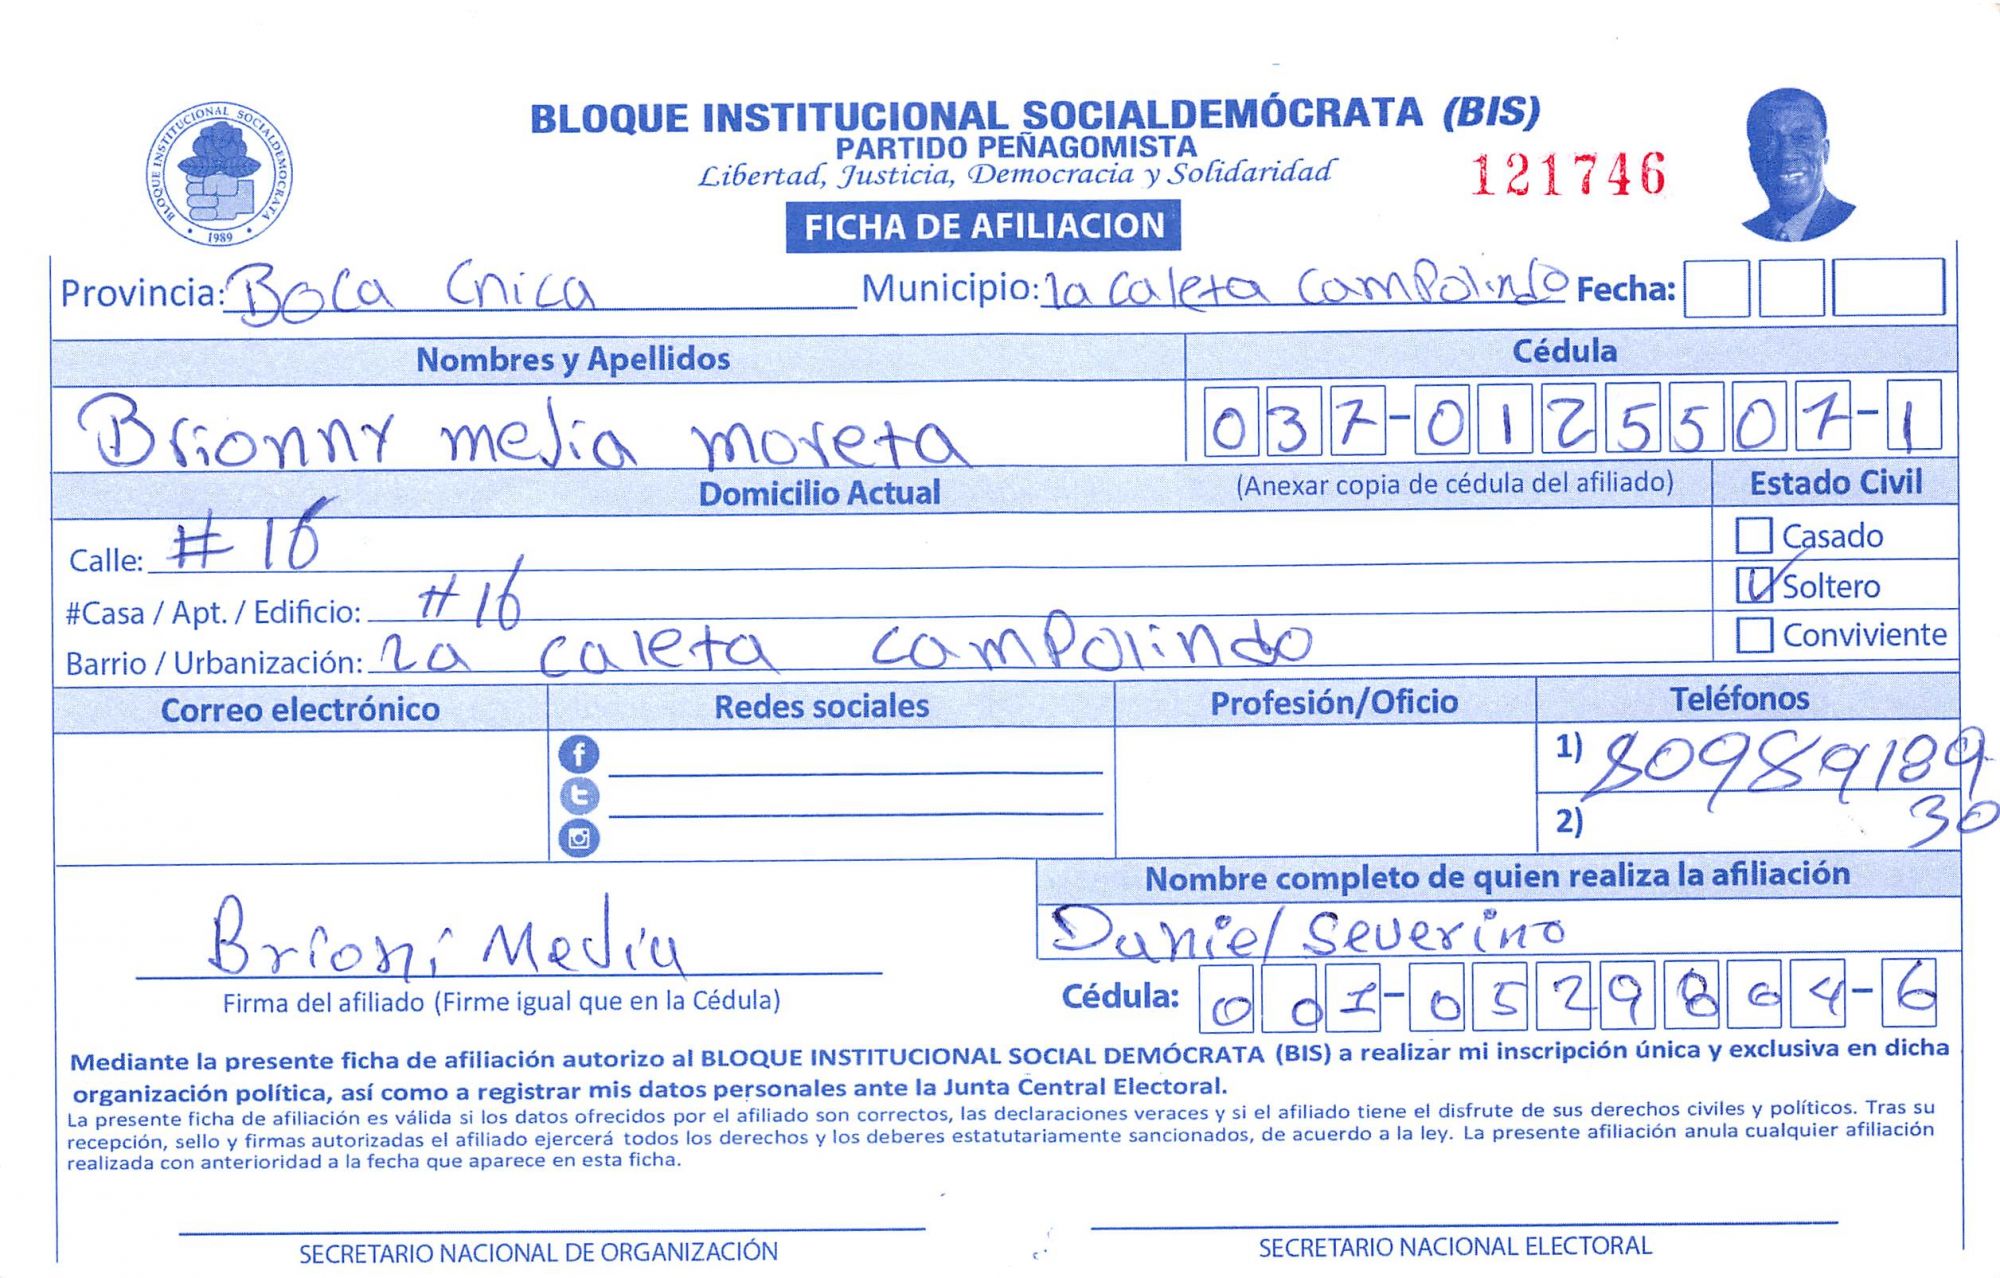 BLOQUE INSTITUCIONAL SOCIALDEMÓCRATA (BIS)
PARTIDO PEÑAGOMISTA
Libertad, Justicia, Democracia y Solidaridad
121746
BLOQUE INSTITUCIONAL SOCIALDEMOCRATA
1989
FICHA DE AFILIACION
Provincia: Boca Cnica Municipio: la caleta camPolindo Fecha:
Nombres y Apellidos Cédula
Brionny media moreta 037-0125507-1
Domicilio Actual (Anexar copia de cédula del afiliado) Estado Civil
Calle: # 16 Casado
#Casa / Apt. / Edificio: #16 Soltero
Barrio / Urbanización: la caleta camPolindo Conviviente
Correo electrónico Redes sociales Profesión/Oficio Teléfonos
1) 80989189
2) 30
Nombre completo de quien realiza la afiliación
Brioni Media Daniel Severino
Firma del afiliado (Firme igual que en la Cédula) Cédula: 001-0529864-6
Mediante la presente ficha de afiliación autorizo al BLOQUE INSTITUCIONAL SOCIAL DEMÓCRATA (BIS) a realizar mi inscripción única y exclusiva en dicha
organización política, así como a registrar mis datos personales ante la Junta Central Electoral.
La presente ficha de afiliación es válida si los datos ofrecidos por el afiliado son correctos, las declaraciones veraces y si el afiliado tiene el disfrute de sus derechos civiles y políticos. Tras su
recepción, sello y firmas autorizadas el afiliado ejercerá todos los derechos y los deberes estatutariamente sancionados, de acuerdo a la ley. La presente afiliación anula cualquier afiliación
realizada con anterioridad a la fecha que aparece en esta ficha.
SECRETARIO NACIONAL DE ORGANIZACIÓN SECRETARIO NACIONAL ELECTORAL